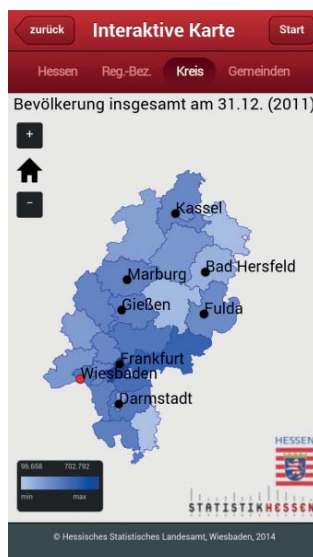 zurück Interaktive Karte Start
Hessen Reg.-Bez. Kreis Gemeinden
Bevölkerung insgesamt am 31.12. (2011)
+
−
Kassel
Bad Hersfeld
Marburg
Gießen
Fulda
Frankfurt
Wiesbaden
Darmstadt
HESSEN
96.658 702.792
min max
STATISTIKHESSEN
© Hessisches Statistisches Landesamt, Wiesbaden, 2014